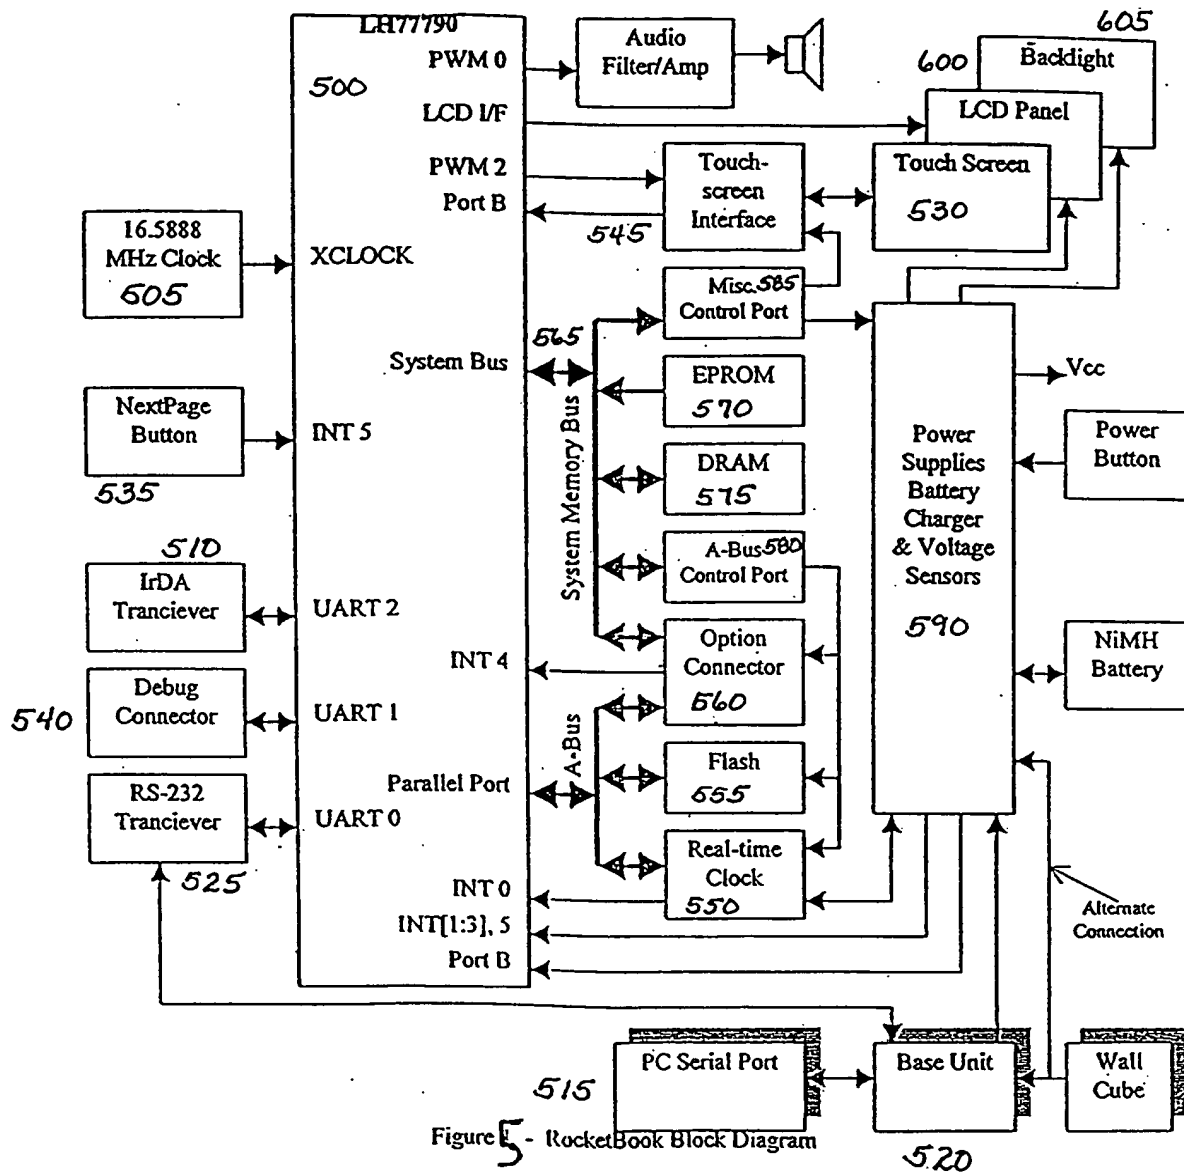 LH77790
500
PWM 0
LCD I/F
PWM 2
Port B
XCLOCK
System Bus
INT 5
UART 2
INT 4
UART 1
Parallel Port
UART 0
INT 0
INT[1:3], 5
Port B
Audio
Filter/Amp
605
Backlight
600
LCD Panel
Touch Screen
530
Touch-
screen
Interface
545
16.5888
MHz Clock
505
Misc. 585
Control Port
565
EPROM
570
System Memory Bus
DRAM
575
A-Bus 580
Control Port
Option
Connector
560
A-Bus
Flash
555
Real-time
Clock
550
NextPage
Button
535
510
IrDA
Tranciever
Debug
Connector
540
RS-232
Tranciever
525
Power
Supplies
Battery
Charger
& Voltage
Sensors
590
Vcc
Power
Button
NiMH
Battery
Alternate
Connection
PC Serial Port
515
Base Unit
520
Wall
Cube
Figure 5 - RocketBook Block Diagram